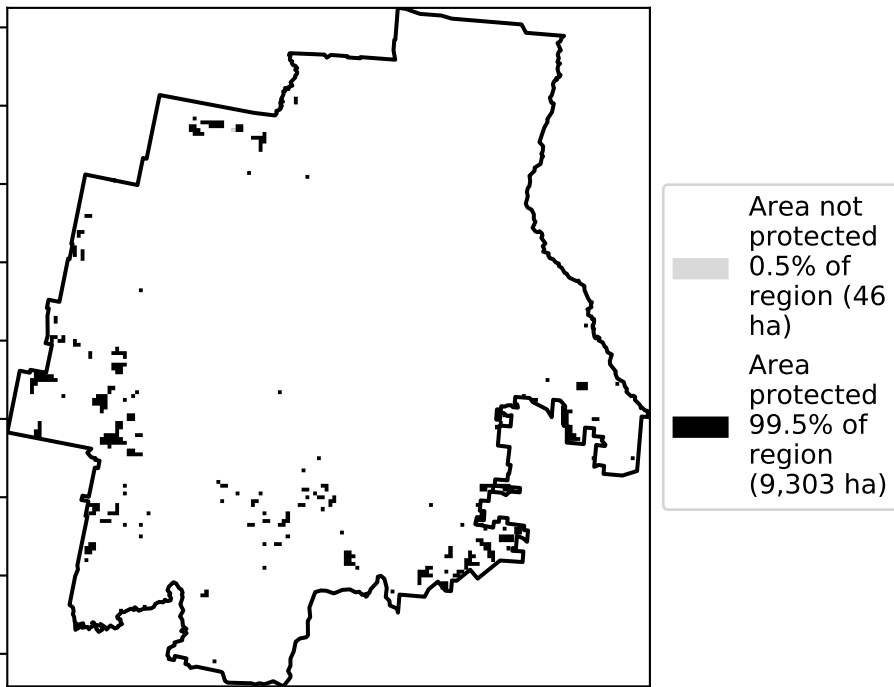 Area not
protected
0.5% of
region (46
ha)
Area
protected
99.5% of
region
(9,303 ha)